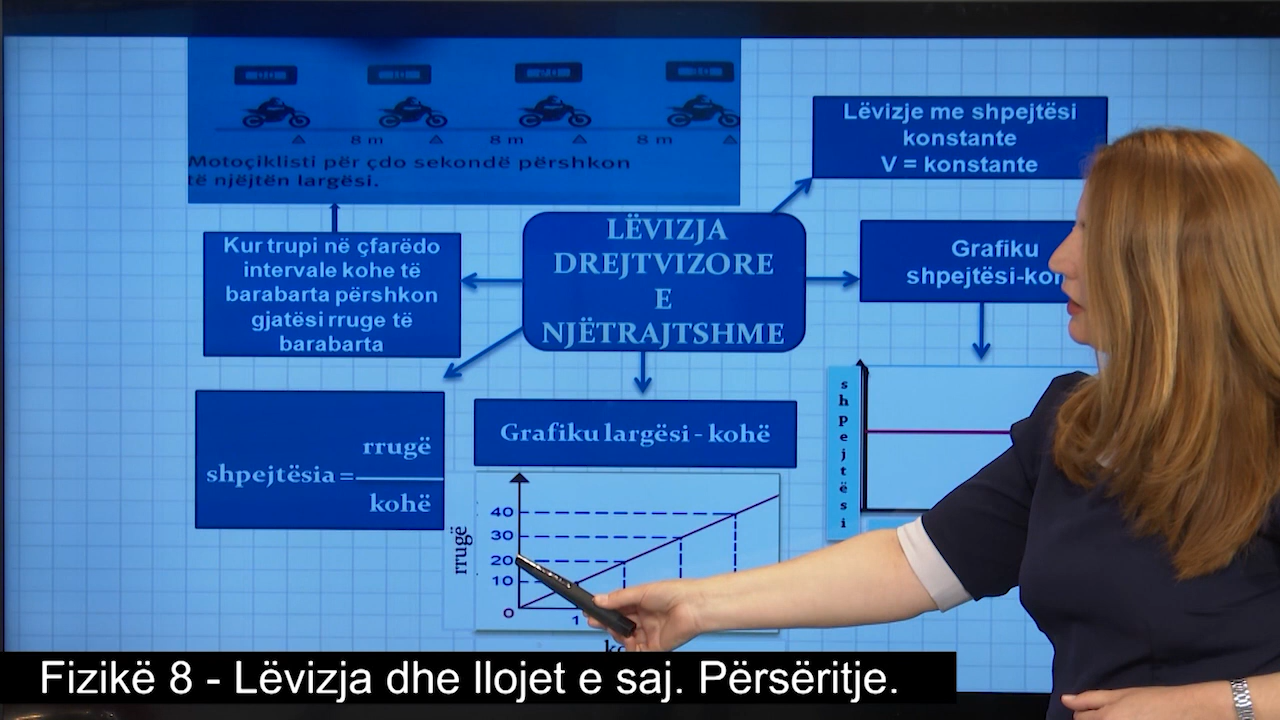 8 m 8 m 8 m
Motoçiklisti për çdo sekondë përshkon
të njëjtën largësi.
Lëvizje me shpejtësi
konstante
V = konstante
Kur trupi në çfarëdo
intervale kohe të
barabarta përshkon
gjatësi rruge të
barabarta
LËVIZJA
DREJTVIZORE
E
NJËTRAJTSHME
Grafiku
shpejtësi-ko
rrugë
shpejtësia =
kohë
Grafiku largësi - kohë
rrugë
40
30
20
10
0
1
shpejtësi
Fizikë 8 - Lëvizja dhe llojet e saj. Përsëritje.